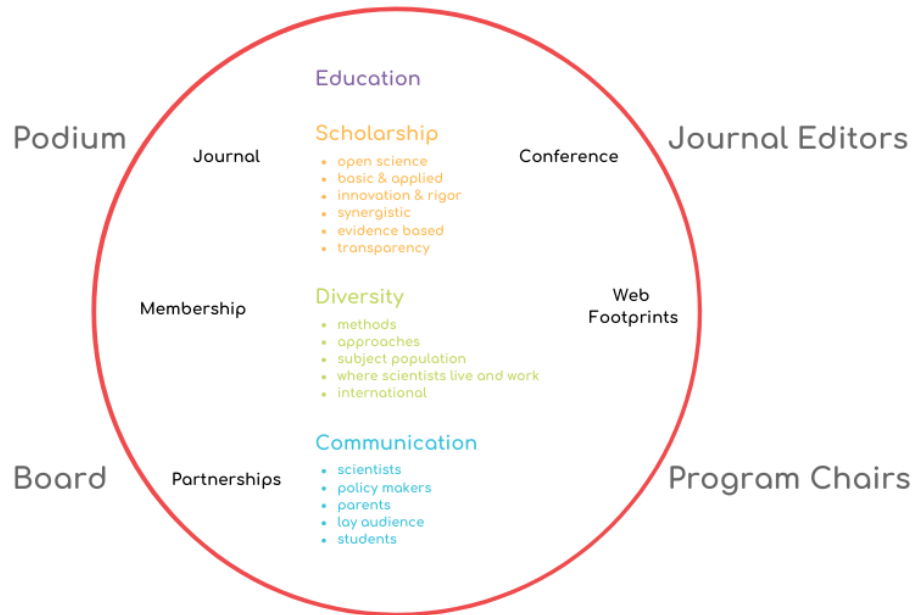 Education
Podium
Journal Editors
Scholarship
Journal
Conference
• open science
• basic & applied
• innovation & rigor
• synergistic
• evidence based
• transparency
Diversity
Membership
Web
Footprints
• methods
• approaches
• subject population
• where scientists live and work
• international
Communication
Board
Partnerships
Program Chairs
• scientists
• policy makers
• parents
• lay audience
• students